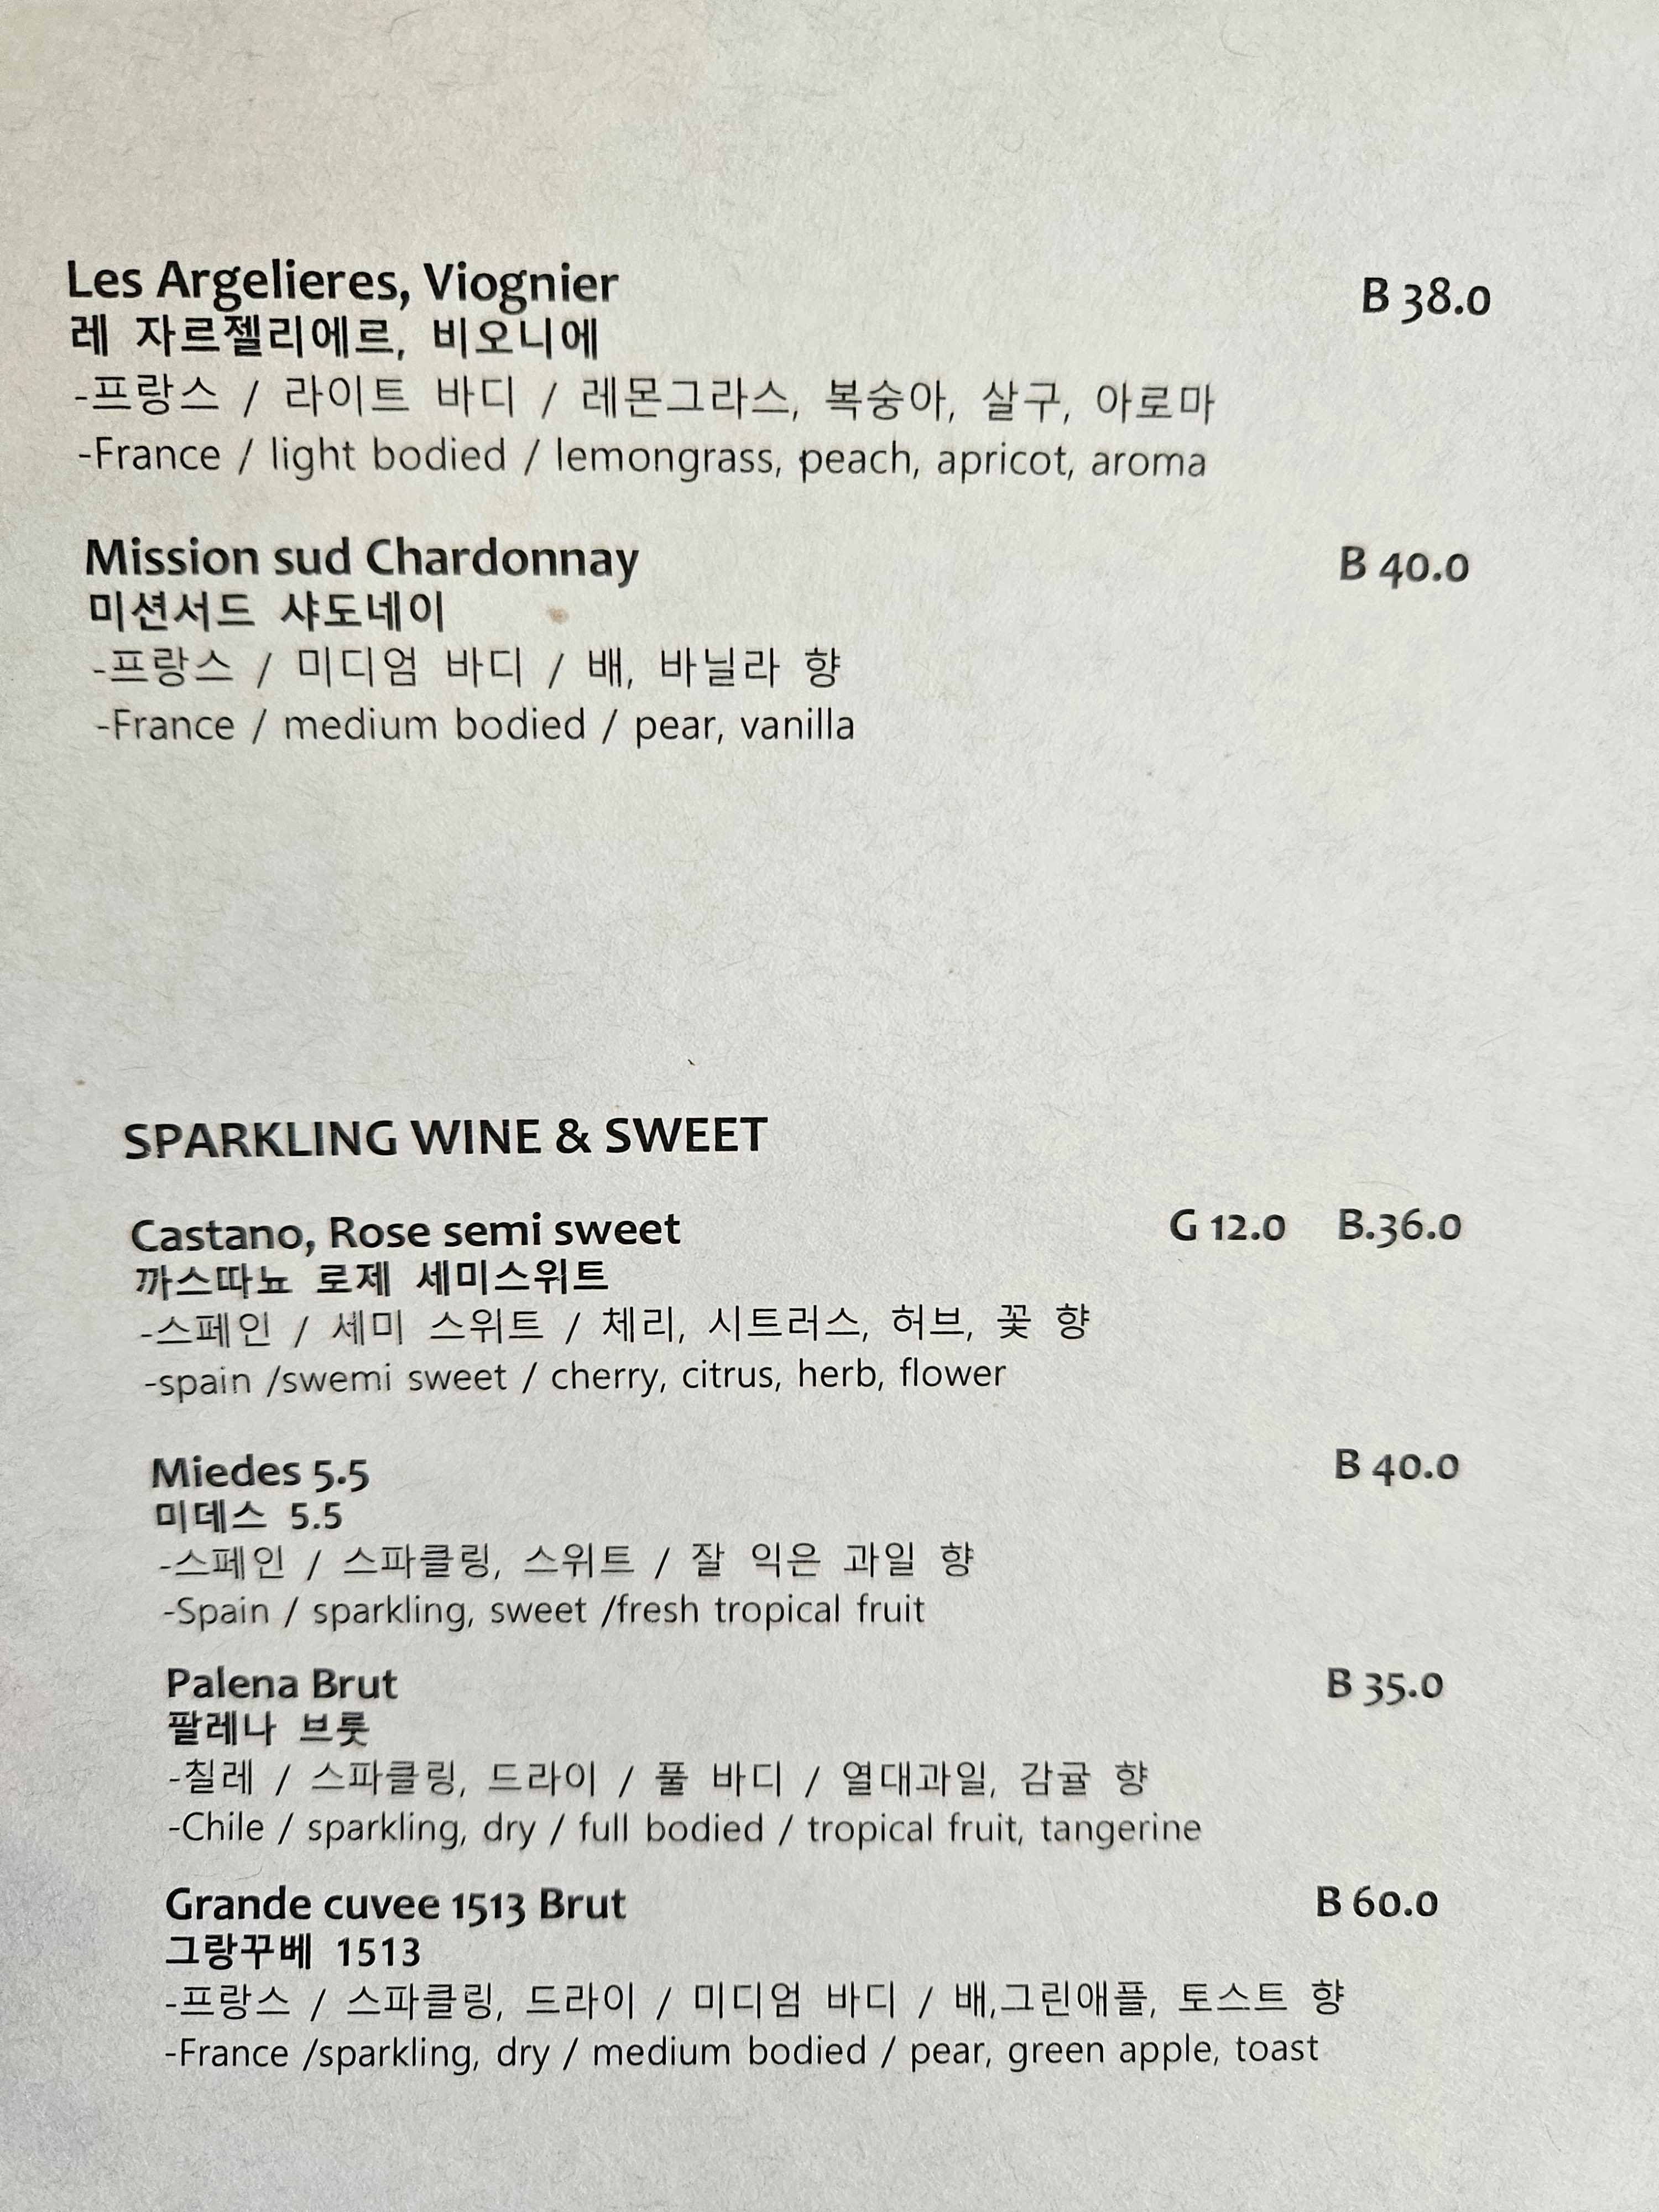 Les Argelieres, Viognier B 38.0
레 자르젤리에르, 비오니에
-프랑스 / 라이트 바디 / 레몬그라스, 복숭아, 살구, 아로마
-France / light bodied / lemongrass, peach, apricot, aroma
Mission sud Chardonnay B 40.0
미션서드 샤도네이
-프랑스 / 미디엄 바디 / 배, 바닐라 향
-France / medium bodied / pear, vanilla
SPARKLING WINE & SWEET
Castano, Rose semi sweet G 12.0 B.36.0
까스따뇨 로제 세미스위트
-스페인 / 세미 스위트 / 체리, 시트러스, 허브, 꽃 향
-spain /swemi sweet / cherry, citrus, herb, flower
Miedes 5.5 B 40.0
미데스 5.5
-스페인 / 스파클링, 스위트 / 잘 익은 과일 향
-Spain / sparkling, sweet /fresh tropical fruit
Palena Brut B 35.0
팔레나 브룻
-칠레 / 스파클링, 드라이 / 풀 바디 / 열대과일, 감귤 향
-Chile / sparkling, dry / full bodied / tropical fruit, tangerine
Grande cuvee 1513 Brut B 60.0
그랑꾸베 1513
-프랑스 / 스파클링, 드라이 / 미디엄 바디 / 배,그린애플, 토스트 향
-France /sparkling, dry / medium bodied / pear, green apple, toast